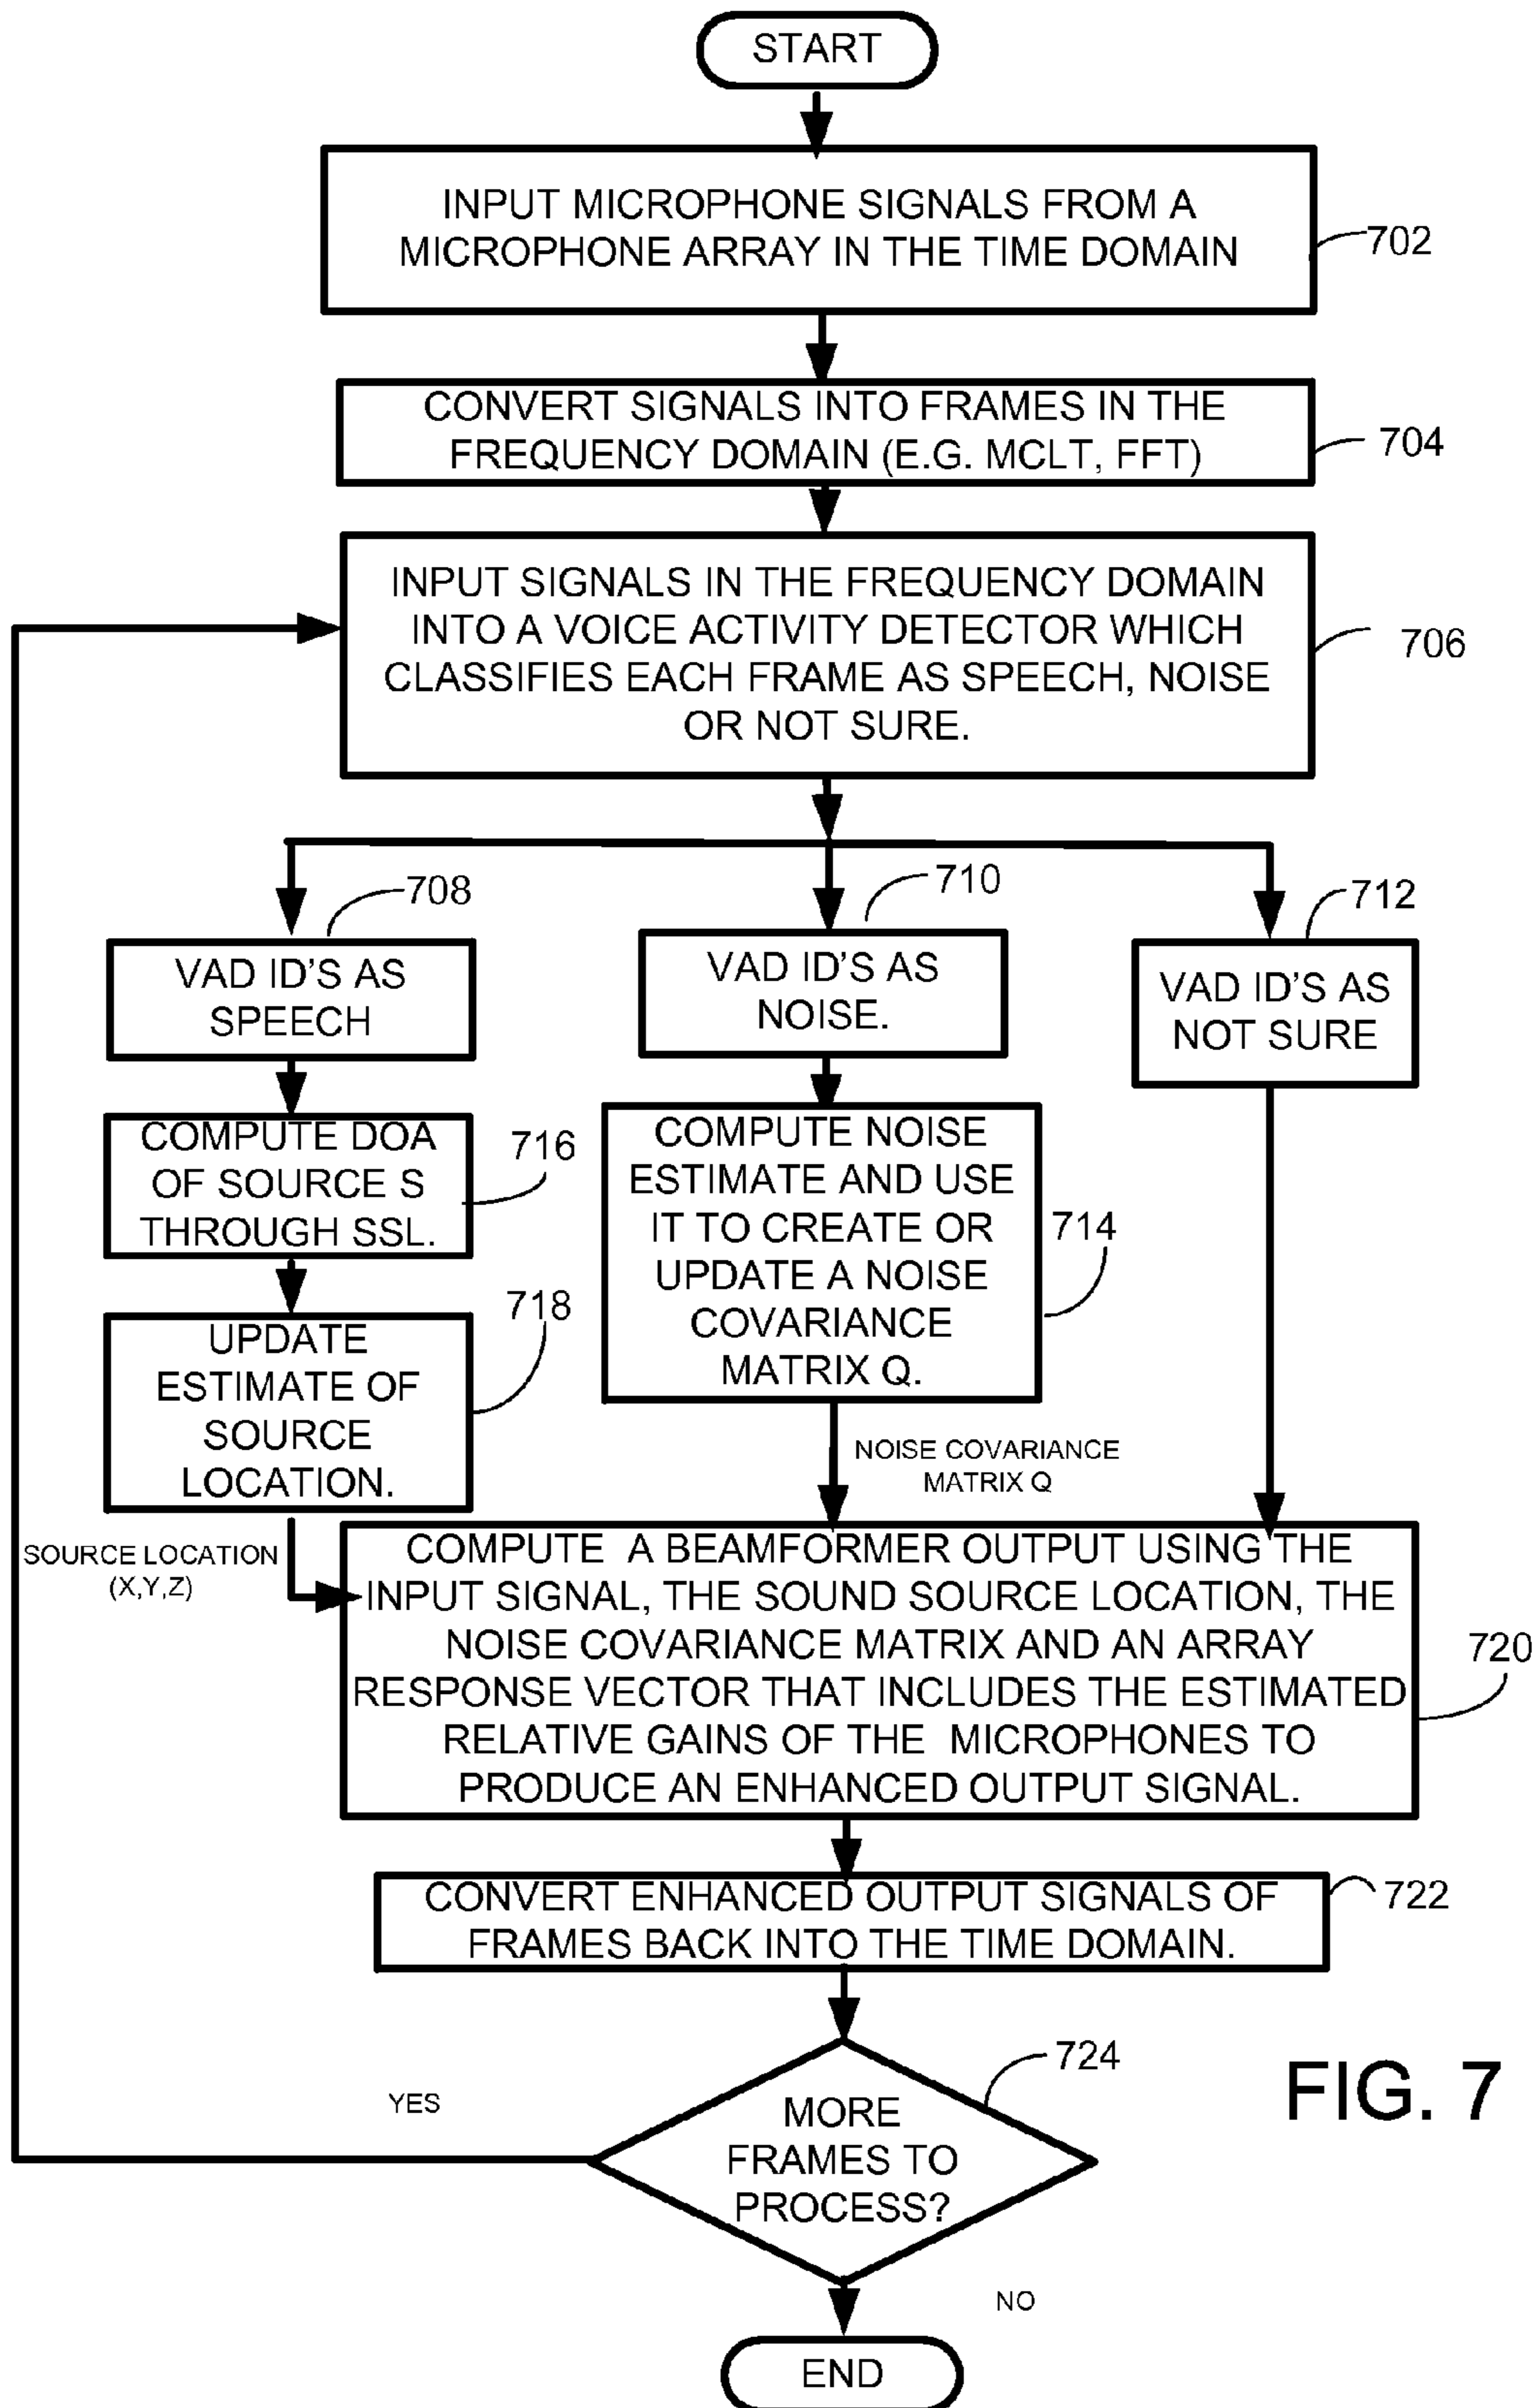 START
INPUT MICROPHONE SIGNALS FROM A
MICROPHONE ARRAY IN THE TIME DOMAIN
702
CONVERT SIGNALS INTO FRAMES IN THE
FREQUENCY DOMAIN (E.G. MCLT, FFT)
704
INPUT SIGNALS IN THE FREQUENCY DOMAIN
INTO A VOICE ACTIVITY DETECTOR WHICH
CLASSIFIES EACH FRAME AS SPEECH, NOISE
OR NOT SURE.
706
708
VAD ID'S AS
SPEECH
710
VAD ID'S AS
NOISE.
712
VAD ID'S AS
NOT SURE
COMPUTE DOA
OF SOURCE S
THROUGH SSL.
716
COMPUTE NOISE
ESTIMATE AND USE
IT TO CREATE OR
UPDATE A NOISE
COVARIANCE
MATRIX Q.
714
UPDATE
ESTIMATE OF
SOURCE
LOCATION.
718
NOISE COVARIANCE
MATRIX Q
SOURCE LOCATION
(X,Y,Z)
COMPUTE A BEAMFORMER OUTPUT USING THE
INPUT SIGNAL, THE SOUND SOURCE LOCATION, THE
NOISE COVARIANCE MATRIX AND AN ARRAY
RESPONSE VECTOR THAT INCLUDES THE ESTIMATED
RELATIVE GAINS OF THE MICROPHONES TO
PRODUCE AN ENHANCED OUTPUT SIGNAL.
720
CONVERT ENHANCED OUTPUT SIGNALS OF
FRAMES BACK INTO THE TIME DOMAIN.
722
724
MORE
FRAMES TO
PROCESS?
YES
NO
END
FIG. 7